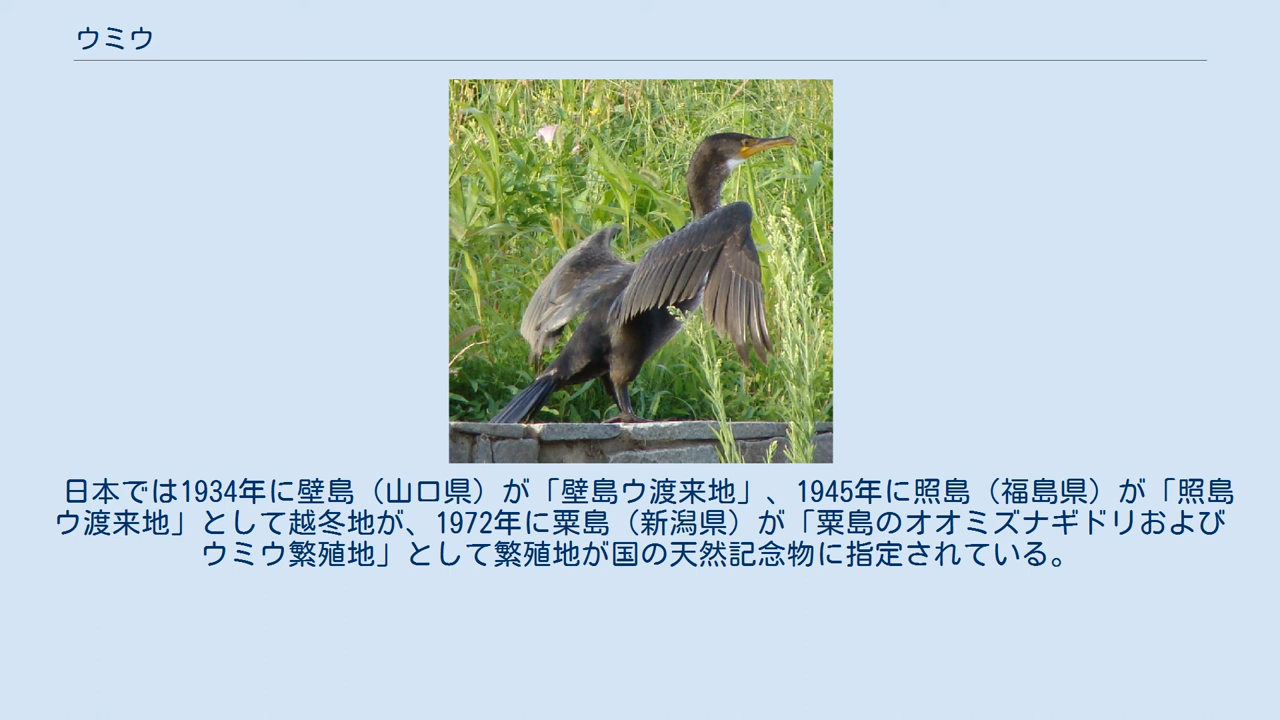 ウミウ
日本では1934年に壁島（山口県）が「壁島ウ渡来地」、1945年に照島（福島県）が「照島
ウ渡来地」として越冬地が、1972年に粟島（新潟県）が「粟島のオオミズナギドリおよび
ウミウ繁殖地」として繁殖地が国の天然記念物に指定されている。